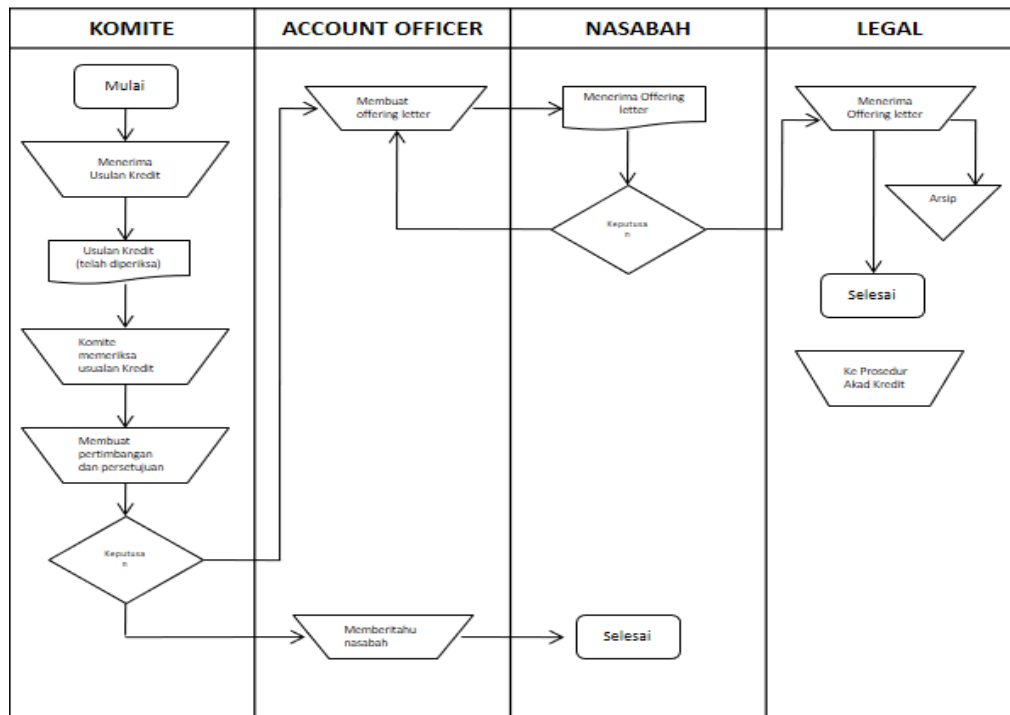 KOMITE
ACCOUNT OFFICER
NASABAH
LEGAL
Mulai
Menerima
Usulan Kredit
Usulan Kredit
(telah diperiksa)
Komite
memeriksa
usualan Kredit
Membuat
pertimbangan
dan persetujuan
Keputusa
n
Membuat
offering letter
Memberitahu
nasabah
Menerima Offering
letter
Keputusa
n
Selesai
Menerima
Offering letter
Arsip
Selesai
Ke Prosedur
Akad Kredit